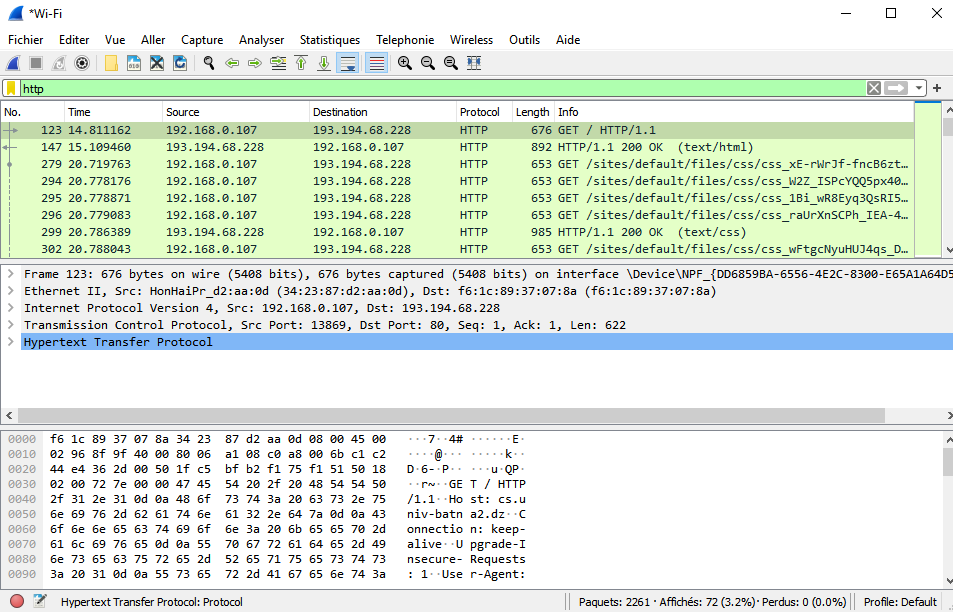 *Wi-Fi
Fichier Editer Vue Aller Capture Analyser Statistiques Telephonie Wireless Outils Aide
http
No. Time Source Destination Protocol Length Info
123 14.811162 192.168.0.107 193.194.68.228 HTTP 676 GET / HTTP/1.1
147 15.109460 193.194.68.228 192.168.0.107 HTTP 892 HTTP/1.1 200 OK (text/html)
279 20.719763 192.168.0.107 193.194.68.228 HTTP 653 GET /sites/default/files/css/css_xE-rWrJf-fncB6zt…
294 20.778176 192.168.0.107 193.194.68.228 HTTP 653 GET /sites/default/files/css/css_W2Z_ISPcYQQ5px40…
295 20.778871 192.168.0.107 193.194.68.228 HTTP 653 GET /sites/default/files/css/css_1Bi_wR8Eyq3QsRI5…
296 20.779083 192.168.0.107 193.194.68.228 HTTP 653 GET /sites/default/files/css/css_raUrXnSCPh_IEA-4…
299 20.786389 193.194.68.228 192.168.0.107 HTTP 985 HTTP/1.1 200 OK (text/css)
302 20.788043 192.168.0.107 193.194.68.228 HTTP 653 GET /sites/default/files/css/css_wFtgcNyuHUJ4qs_D…
Frame 123: 676 bytes on wire (5408 bits), 676 bytes captured (5408 bits) on interface \Device\NPF_{DD6859BA-6556-4E2C-8300-E65A1A64D5
Ethernet II, Src: HonHaiPr_d2:aa:0d (34:23:87:d2:aa:0d), Dst: f6:1c:89:37:07:8a (f6:1c:89:37:07:8a)
Internet Protocol Version 4, Src: 192.168.0.107, Dst: 193.194.68.228
Transmission Control Protocol, Src Port: 13869, Dst Port: 80, Seq: 1, Ack: 1, Len: 622
Hypertext Transfer Protocol
0000 f6 1c 89 37 07 8a 34 23 87 d2 aa 0d 08 00 45 00 ···7··4# ······E·
0010 02 96 8f 9f 40 00 80 06 a1 08 c0 a8 00 6b c1 c2 ····@··· ·····k··
0020 44 e4 36 2d 00 50 1f c5 bf b2 f1 75 f1 51 50 18 D·6-·P·· ···u·QP·
0030 02 00 72 7e 00 00 47 45 54 20 2f 20 48 54 54 50 ··r~··GE T / HTTP
0040 2f 31 2e 31 0d 0a 48 6f 73 74 3a 20 63 73 2e 75 /1.1··Ho st: cs.u
0050 6e 69 76 2d 62 61 74 6e 61 32 2e 64 7a 0d 0a 43 niv-batn a2.dz··C
0060 6f 6e 6e 65 63 74 69 6f 6e 3a 20 6b 65 65 70 2d onnectio n: keep-
0070 61 6c 69 76 65 0d 0a 55 70 67 72 61 64 65 2d 49 alive··U pgrade-I
0080 6e 73 65 63 75 72 65 2d 52 65 71 75 65 73 74 73 nsecure- Requests
0090 3a 20 31 0d 0a 55 73 65 72 2d 41 67 65 6e 74 3a : 1··Use r-Agent:
Hypertext Transfer Protocol: Protocol Paquets: 2261 · Affichés: 72 (3.2%) · Perdus: 0 (0.0%) Profile: Default